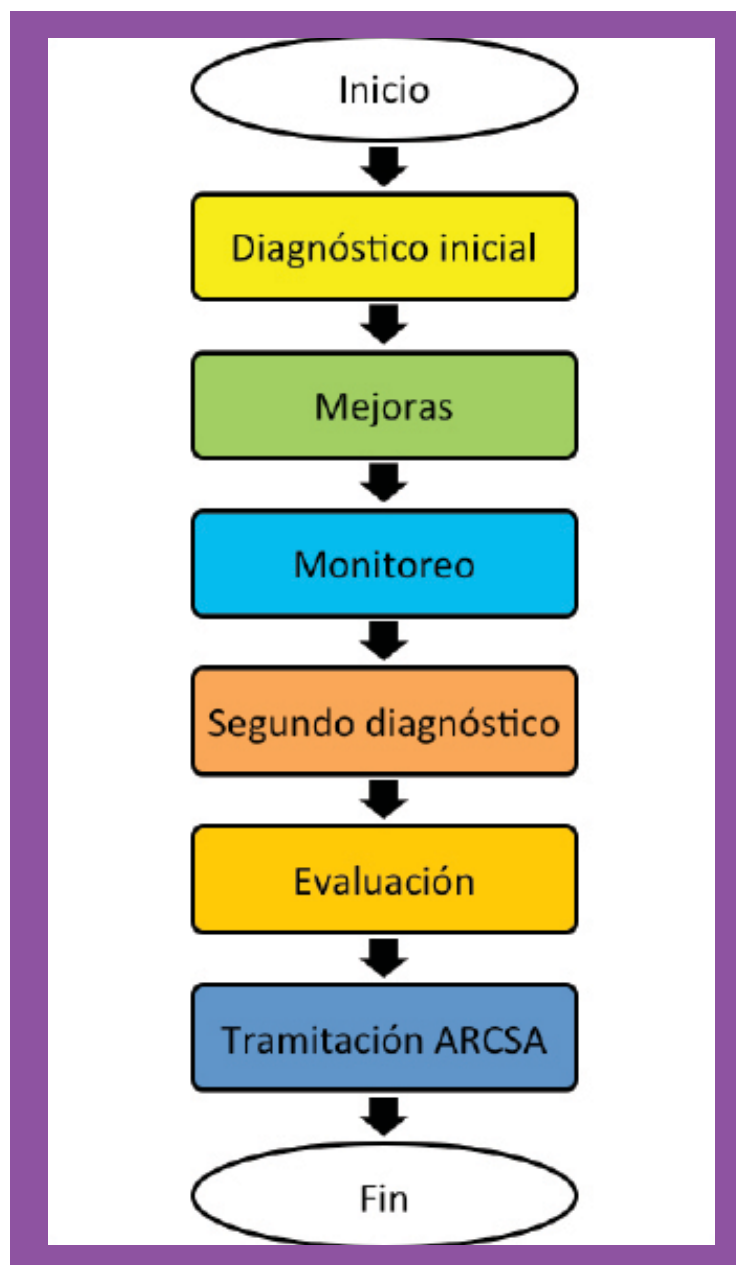 Inicio
Diagnóstico inicial
Mejoras
Monitoreo
Segundo diagnóstico
Evaluación
Tramitación ARCSA
Fin